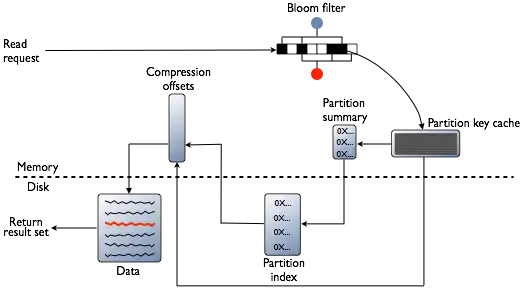 Bloom filter
Read
request
Compression
offsets
Partition
summary
0X...
0X...
0X...
Partition key cache
Memory
Disk
0X...
0X...
0X...
0X...
Return
result set
Data
Partition
index